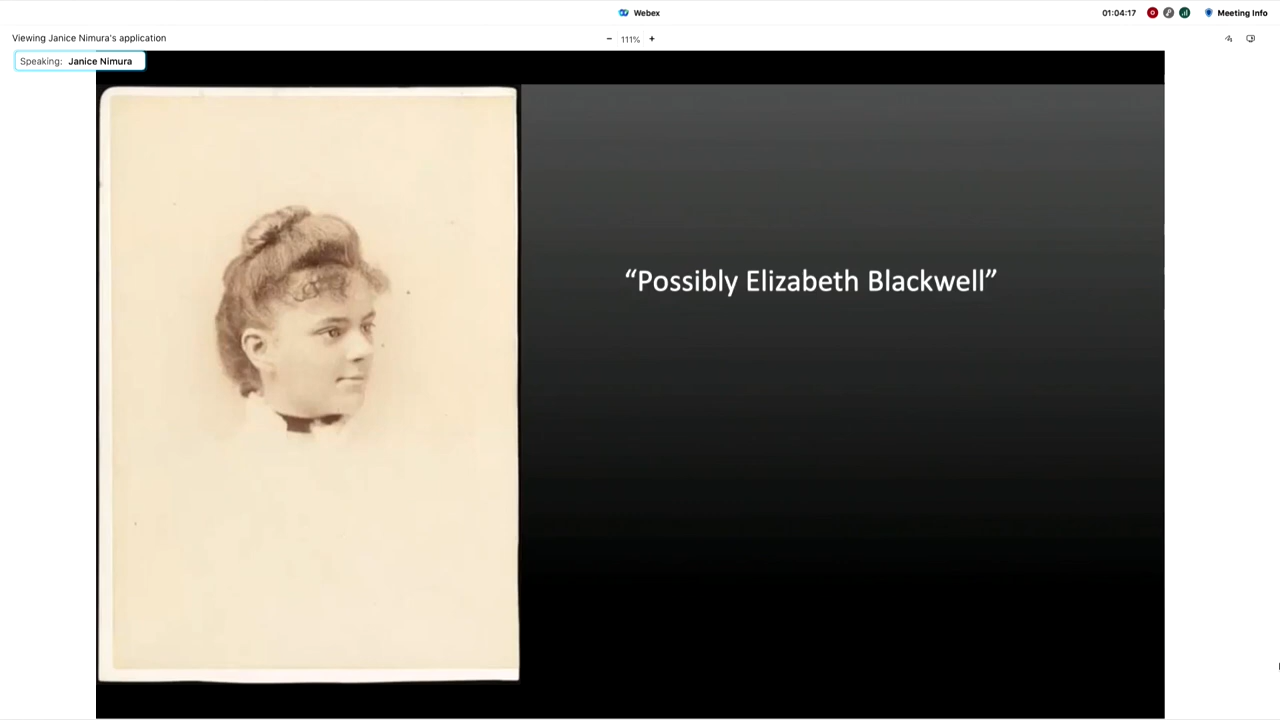 Webex
01:04:17
Meeting Info
Viewing Janice Nimura's application
111%
Speaking: Janice Nimura
“Possibly Elizabeth Blackwell”